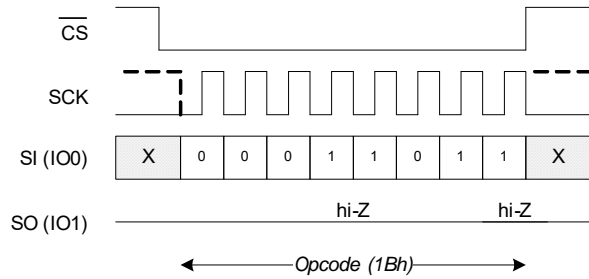 CS
SCK
SI (IO0) X 0 0 0 1 1 0 1 1 X
hi-Z hi-Z
SO (IO1)
Opcode (1Bh)